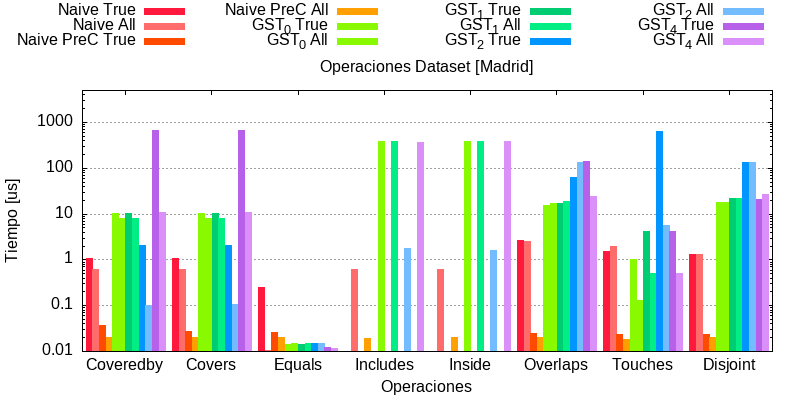 Naive True
Naive All
Naive PreC True
Naive PreC All
GST0 True
GST0 All
GST1 True
GST1 All
GST2 True
GST2 All
GST4 True
GST4 All
Operaciones Dataset [Madrid]
Tiempo [us]
1000
100
10
1
0.1
0.01
Coveredby Covers Equals Includes Inside Overlaps Touches Disjoint
Operaciones